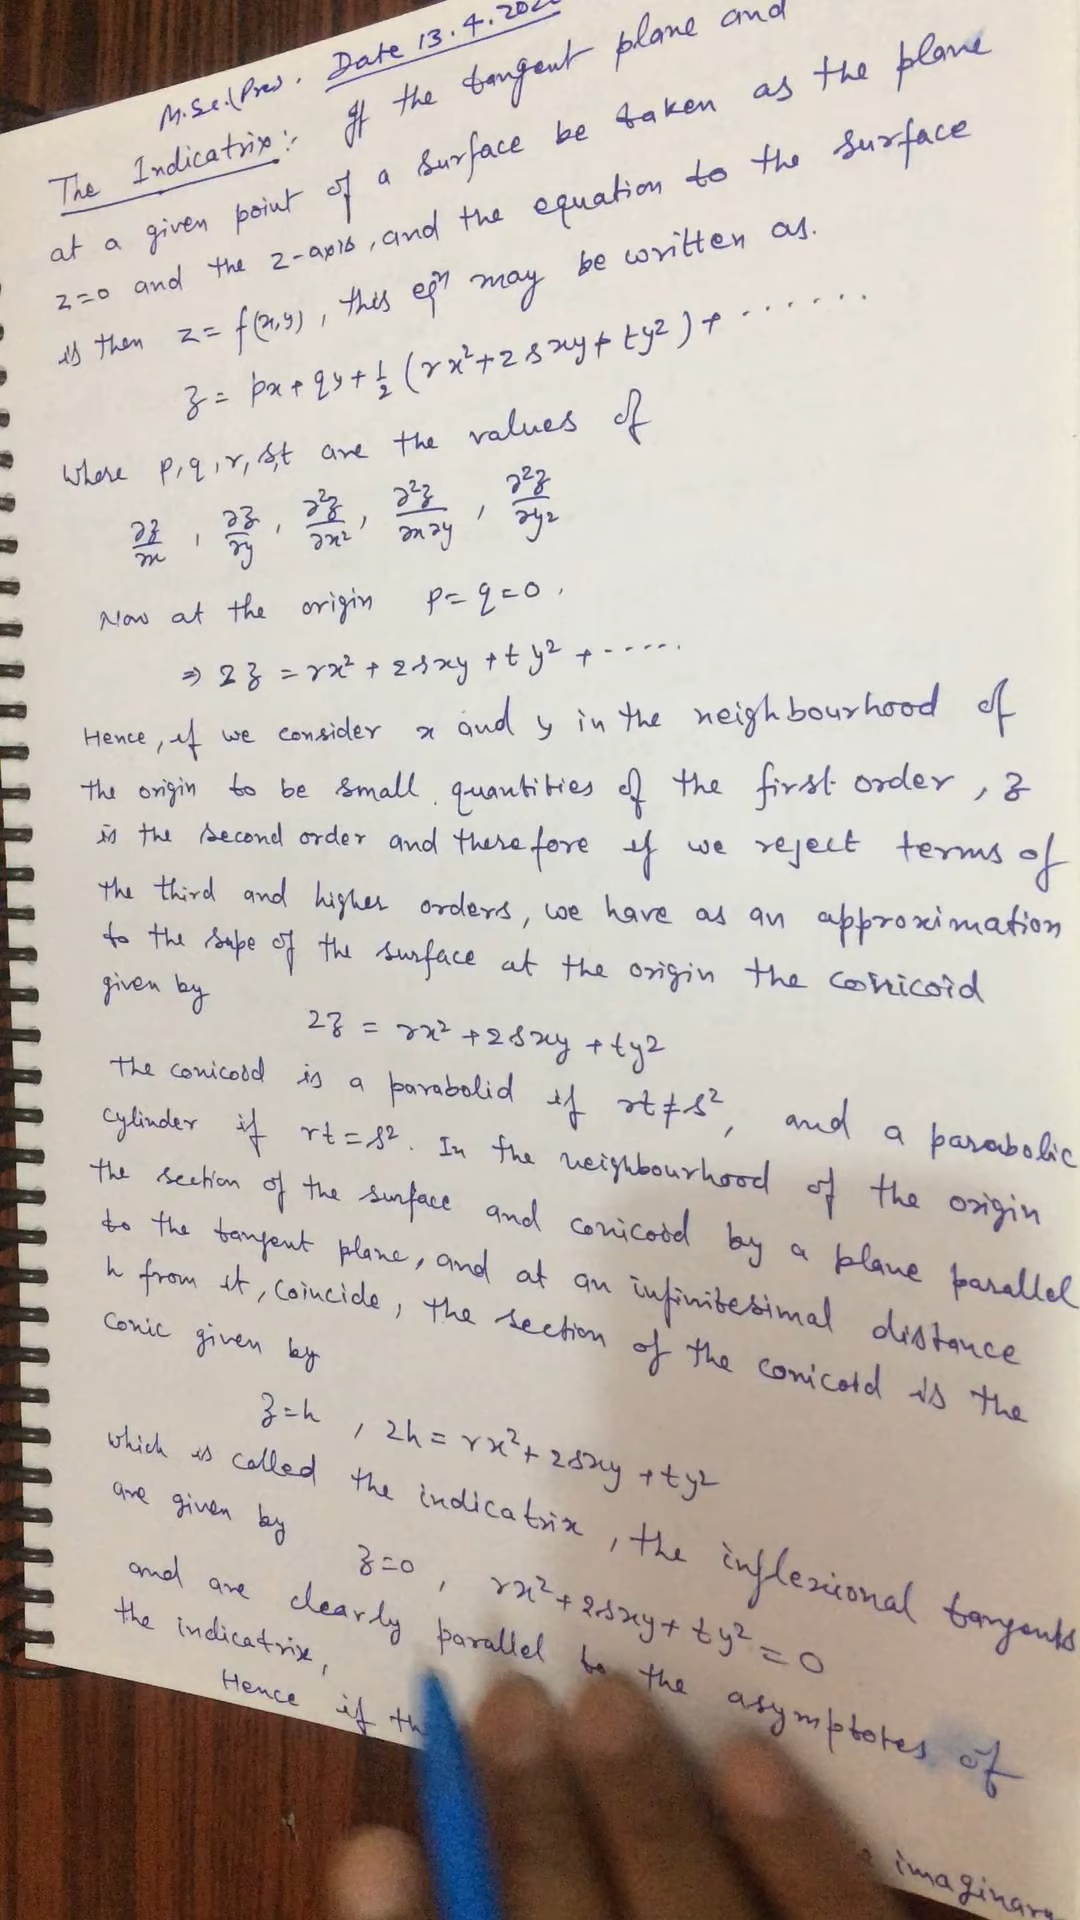 M.Sc.(Prev. Date 13.4.202
The Indicatrix:- If the tangent plane and
at a given point of a surface be taken as the plane
z=0 and the z-axis, and the equation to the surface
is then z = f(x,y), this eqⁿ may be written as.
z = px + qy + 1/2 (rx² + 2sxy + ty²) + .......
Where p,q,r,s,t are the values of
∂z/∂x , ∂z/∂y , ∂²z/∂x² , ∂²z/∂x∂y , ∂²z/∂y²
Now at the origin p = q = 0 .
⇒ 2z = rx² + 2sxy + ty² + .....
Hence, if we consider x and y in the neighbourhood of
the origin to be small quantities of the first order , z
is the second order and therefore if we reject terms of
the third and higher orders, we have as an approximation
to the sape of the surface at the origin the conicoid
given by
2z = rx² + 2sxy + ty²
The conicoid is a parabolid if rt ≠ s² , and a parabolic
cylinder if rt = s². In the neighbourhood of the origin
the section of the surface and conicoid by a plane parallel
to the tangent plane, and at an infinitesimal distance
h from it, coincide, the section of the conicoid is the
conic given by
z=h , 2h = rx² + 2sxy + ty²
which is called the indicatrix , the inflexional tangents
are given by
z=0 , rx² + 2sxy + ty² = 0
and are clearly parallel to the asymptotes of
the indicatrix,
Hence if th
imaginary